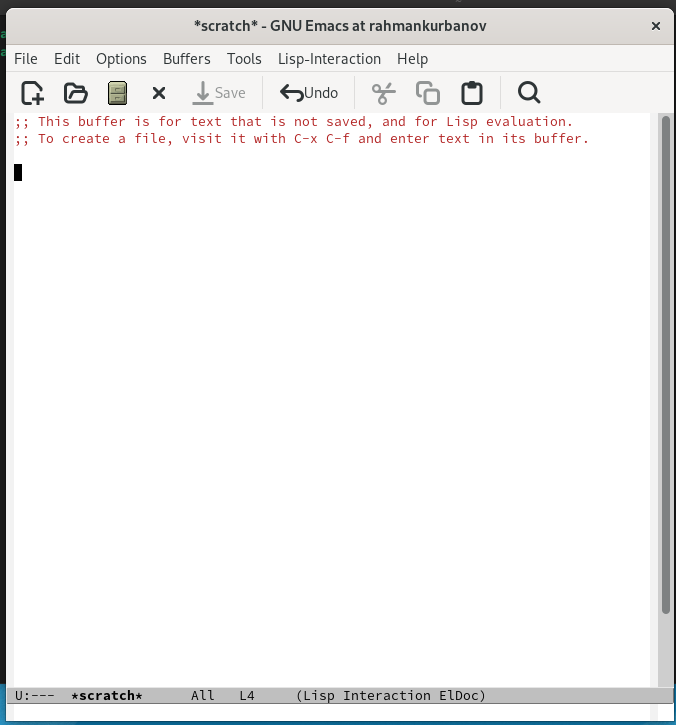 *scratch* - GNU Emacs at rahmankurbanov
File Edit Options Buffers Tools Lisp-Interaction Help
Save Undo
;; This buffer is for text that is not saved, and for Lisp evaluation.
;; To create a file, visit it with C-x C-f and enter text in its buffer.
U:--- *scratch* All L4 (Lisp Interaction ElDoc)